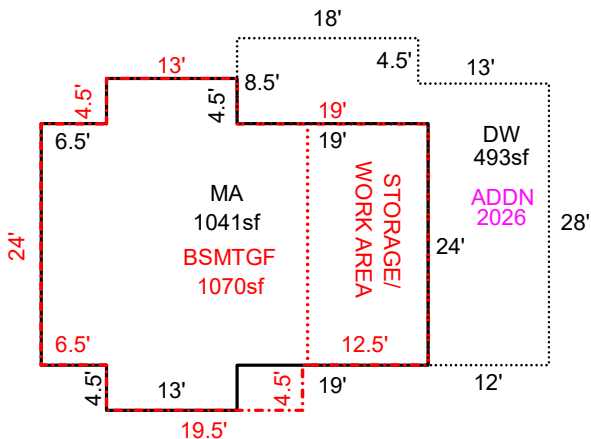 18'
13'
4.5'
13'
4.5'
4.5'
8.5'
19'
6.5'
19'
DW
493sf
MA
1041sf
STORAGE/
WORK AREA
ADDN
2026
28'
24'
BSMTGF
1070sf
24'
6.5'
12.5'
4.5'
13'
4.5'
19'
12'
19.5'